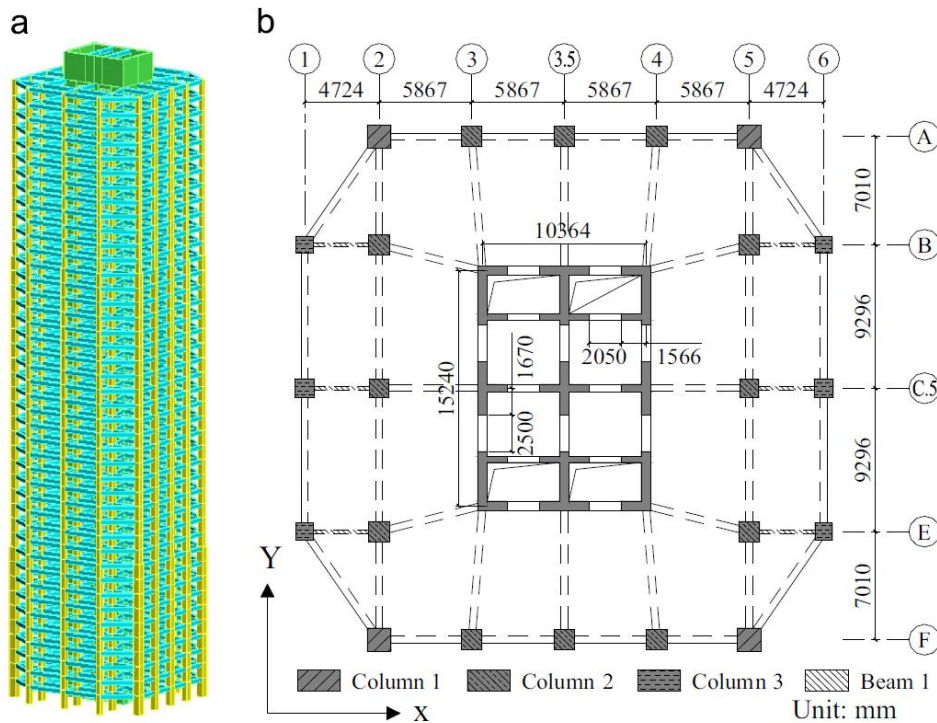 a
b
1 2 3 3.5 4 5 6
4724 5867 5867 5867 5867 4724
A
7010
B
10364
9296
1670
2050 1566
15240
C.5
2500
9296
E
Y
7010
F
Column 1 Column 2 Column 3 Beam 1
X
Unit: mm